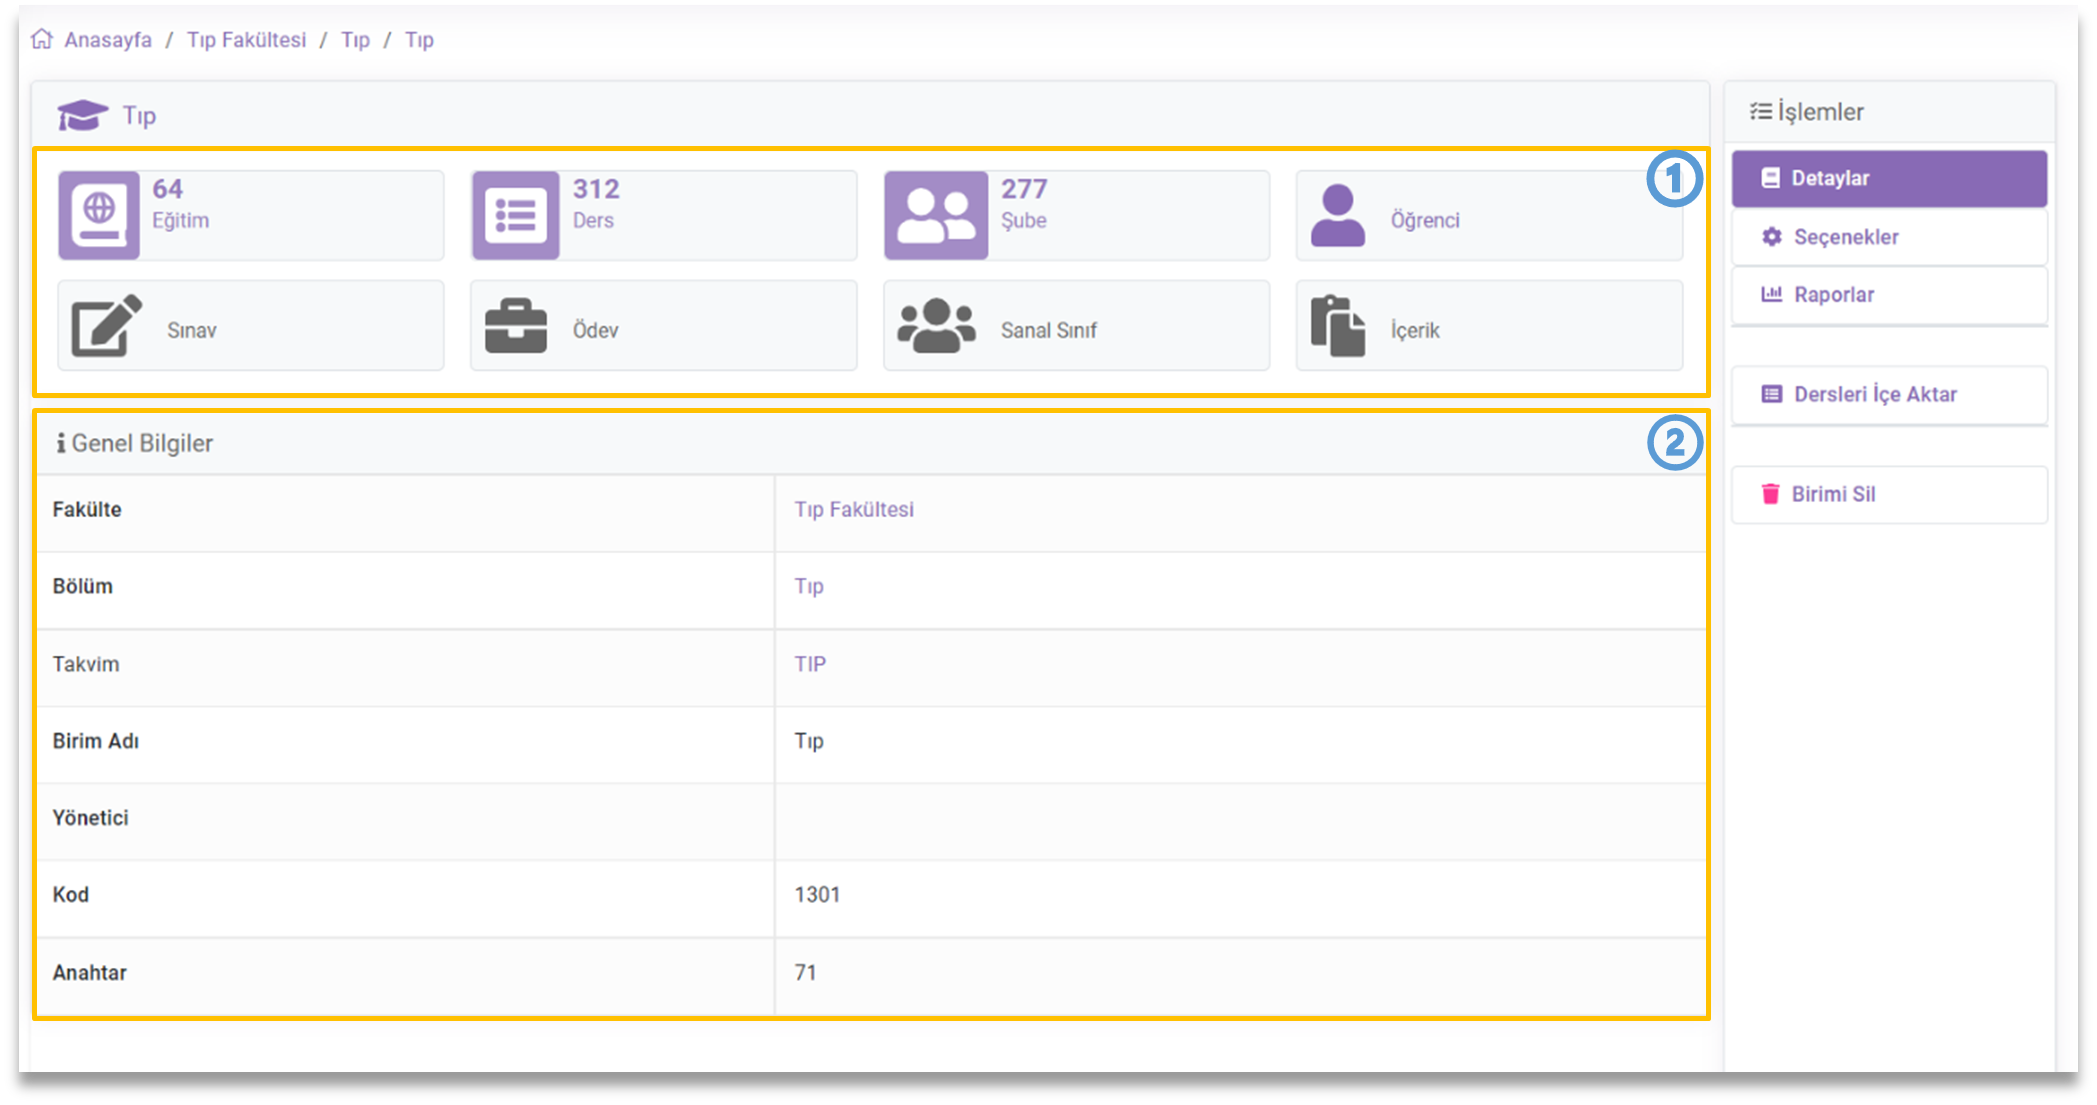 Anasayfa / Tıp Fakültesi / Tıp / Tıp
Tıp
1
64
Eğitim
312
Ders
277
Şube
Öğrenci
Sınav
Ödev
Sanal Sınıf
İçerik
2
Genel Bilgiler
Fakülte Tıp Fakültesi
Bölüm Tıp
Takvim TIP
Birim Adı Tıp
Yönetici
Kod 1301
Anahtar 71
İşlemler
Detaylar
Seçenekler
Raporlar
Dersleri İçe Aktar
Birimi Sil